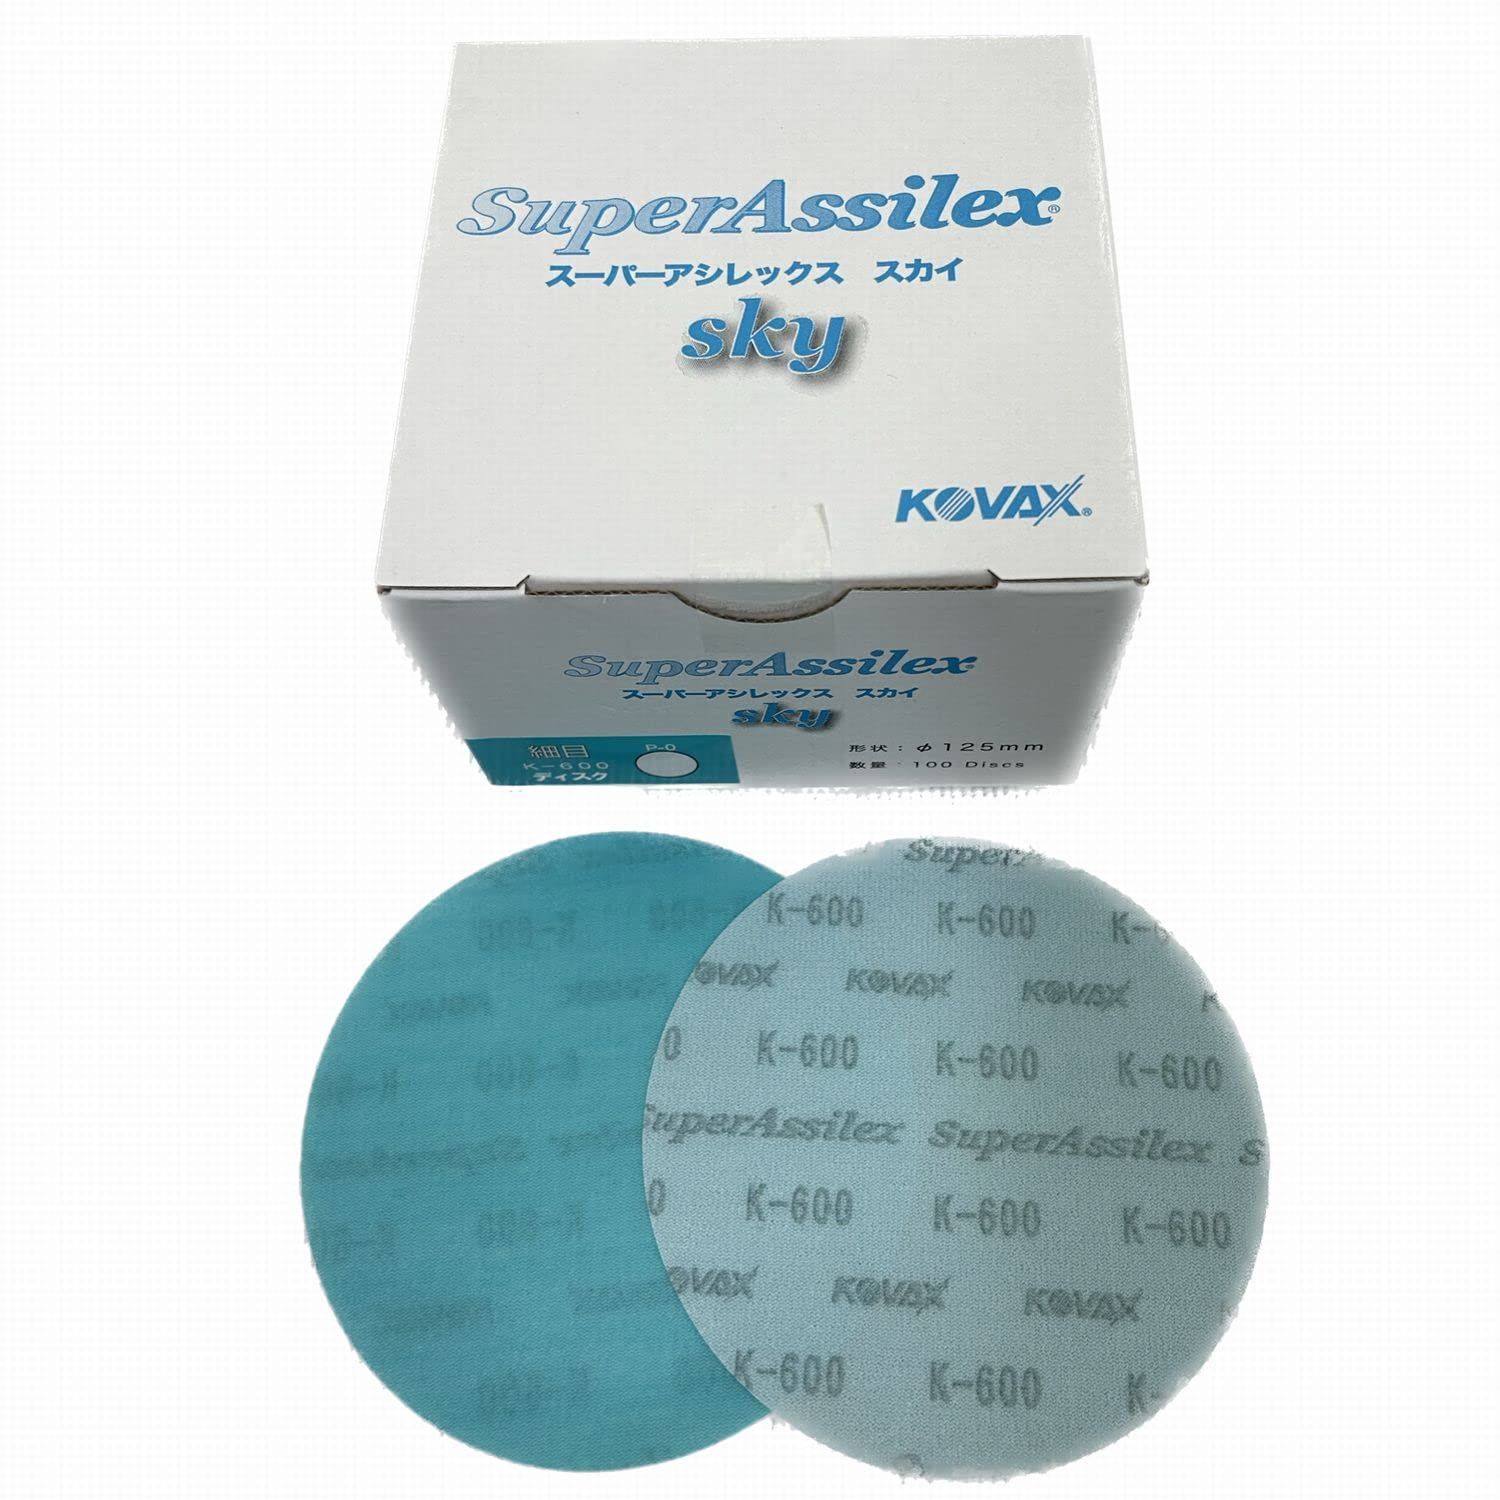 SuperAssilex®
スーパーアシレックス スカイ
sky
KOVAX®
SuperAssilex®
スーパーアシレックス スカイ
sky
細目
K-600
ディスク
P-0
形状：φ125mm
数量：100 Discs
Super
K-600 K-600 K-
KOVAX KOVAX
K-600 K-600 K-600
SuperAssilex SuperAssilex S
K-600 K-600 K-600
KOVAX KOVAX
K-600 K-600 K-